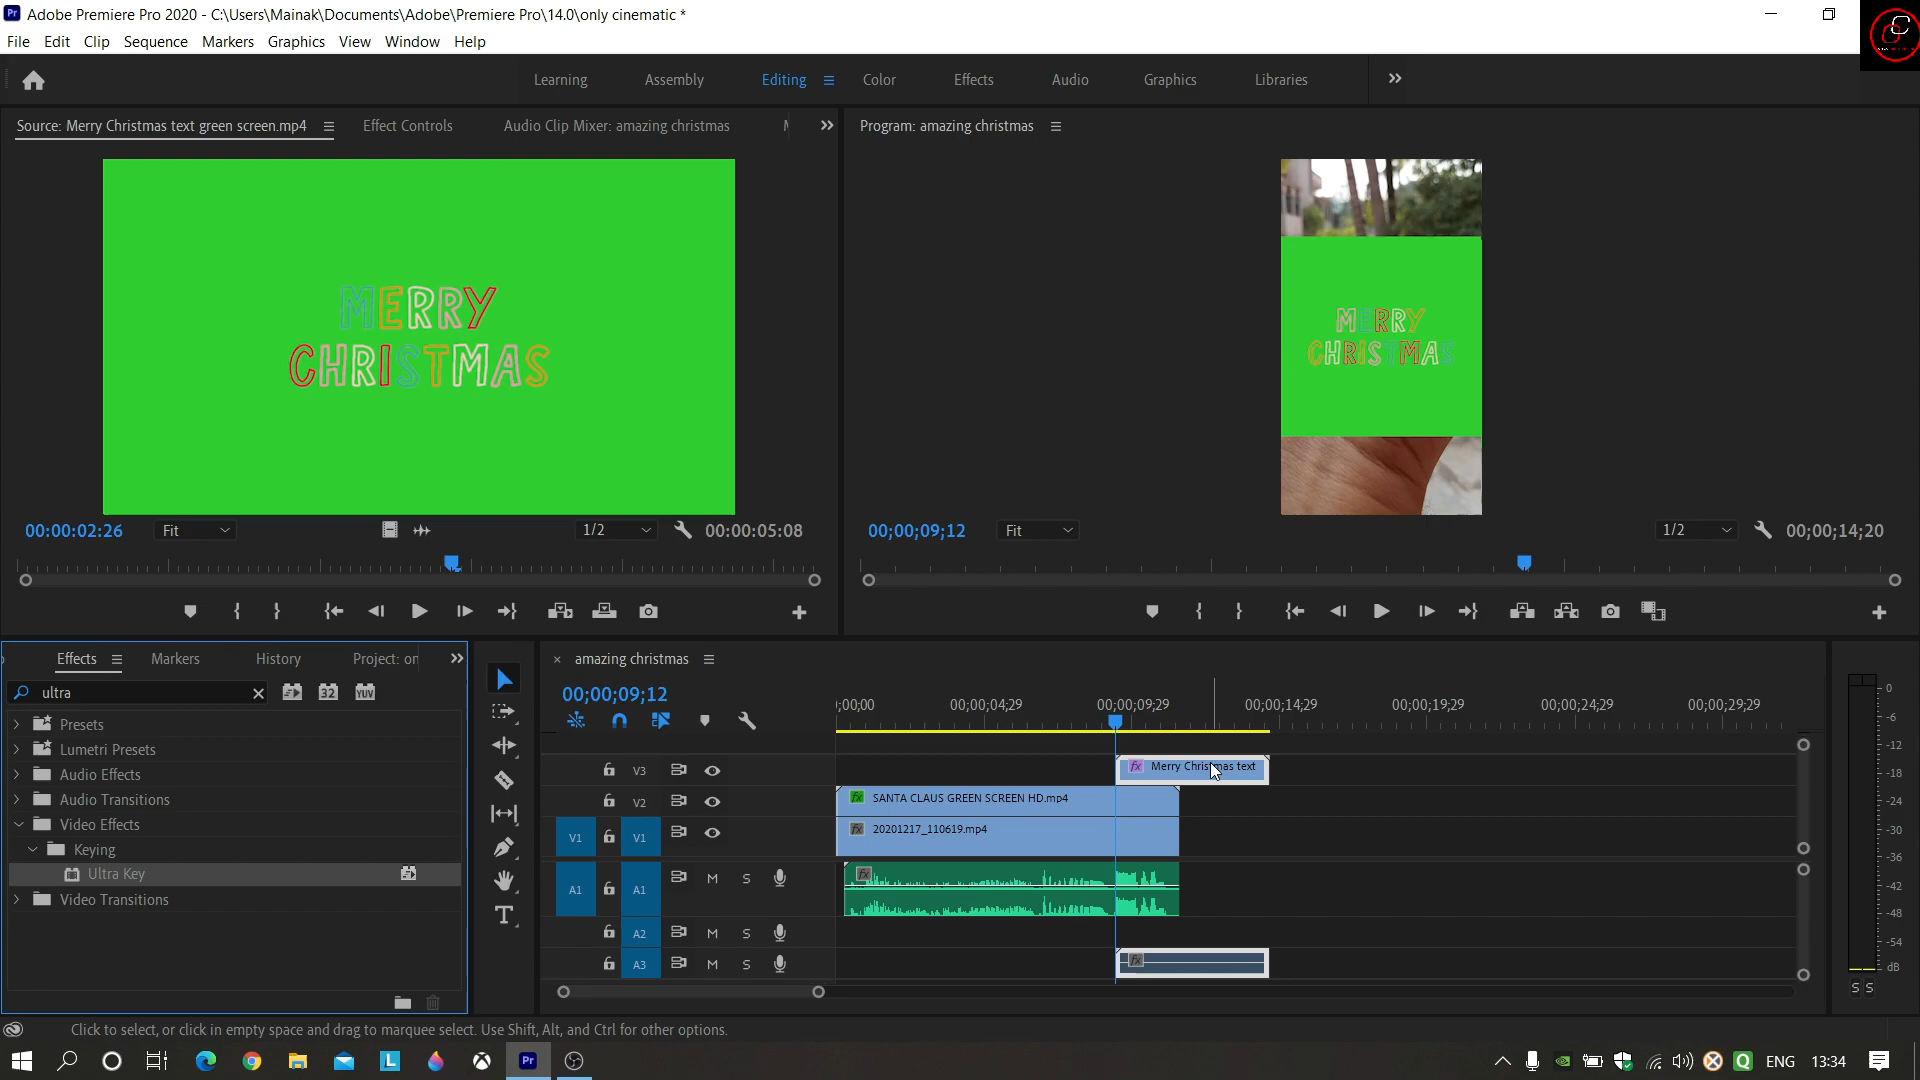 Pr Adobe Premiere Pro 2020 - C:\Users\Mainak\Documents\Adobe\Premiere Pro\14.0\only cinematic *
File Edit Clip Sequence Markers Graphics View Window Help
Learning Assembly Editing Color Effects Audio Graphics Libraries
Source: Merry Christmas text green screen.mp4 Effect Controls Audio Clip Mixer: amazing christmas
Program: amazing christmas
MERRY
CHRISTMAS
MERRY
CHRISTMAS
00:00:02:26 Fit 1/2 00:00:05:08
00;00;09;12 Fit 1/2 00;00;14;20
Effects Markers History Project: on
ultra
32 YUV
Presets
Lumetri Presets
Audio Effects
Audio Transitions
Video Effects
Keying
Ultra Key
Video Transitions
amazing christmas
00;00;09;12
;00;00 00;00;04;29 00;00;09;29 00;00;14;29 00;00;19;29 00;00;24;29 00;00;29;29
V3 fx Merry Christmas text
V2 fx SANTA CLAUS GREEN SCREEN HD.mp4
V1 V1 fx 20201217_110619.mp4
A1 A1 M S fx
A2 M S
A3 M S fx
0
-6
-12
-18
-24
-30
-36
-42
-48
-54
dB
S S
Click to select, or click in empty space and drag to marquee select. Use Shift, Alt, and Ctrl for other options.
L Pr Q ENG 13:34